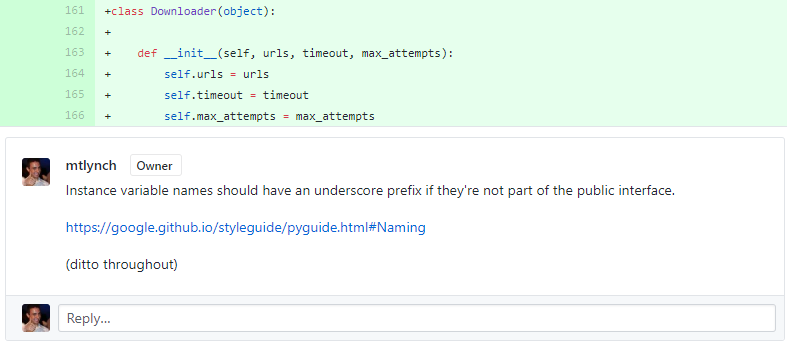 161 +class Downloader(object):
162 +
163 + def __init__(self, urls, timeout, max_attempts):
164 + self.urls = urls
165 + self.timeout = timeout
166 + self.max_attempts = max_attempts
mtlynch Owner
Instance variable names should have an underscore prefix if they're not part of the public interface.
https://google.github.io/styleguide/pyguide.html#Naming
(ditto throughout)
Reply...